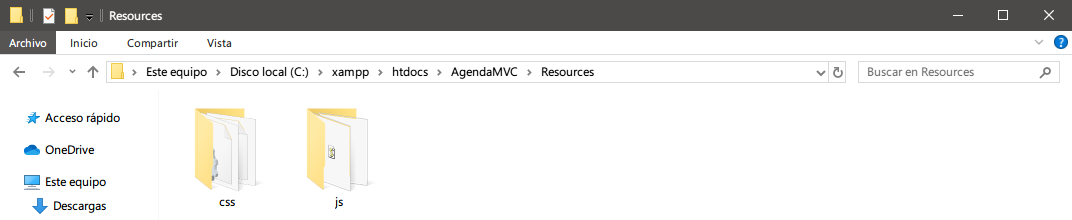 Resources
Archivo Inicio Compartir Vista
Este equipo Disco local (C:) xampp htdocs AgendaMVC Resources Buscar en Resources
Acceso rápido
OneDrive
Este equipo
Descargas
css js